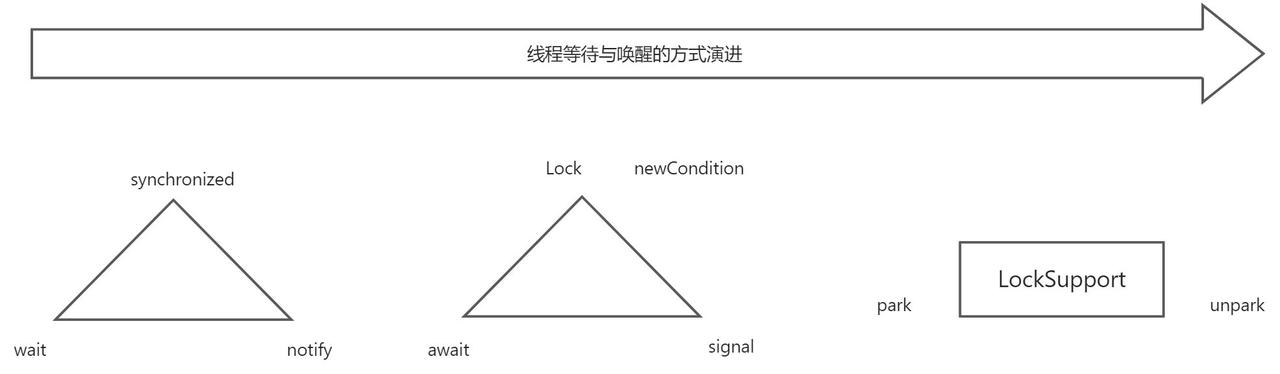 线程等待与唤醒的方式演进
synchronized
wait
notify
Lock
newCondition
await
signal
LockSupport
park
unpark